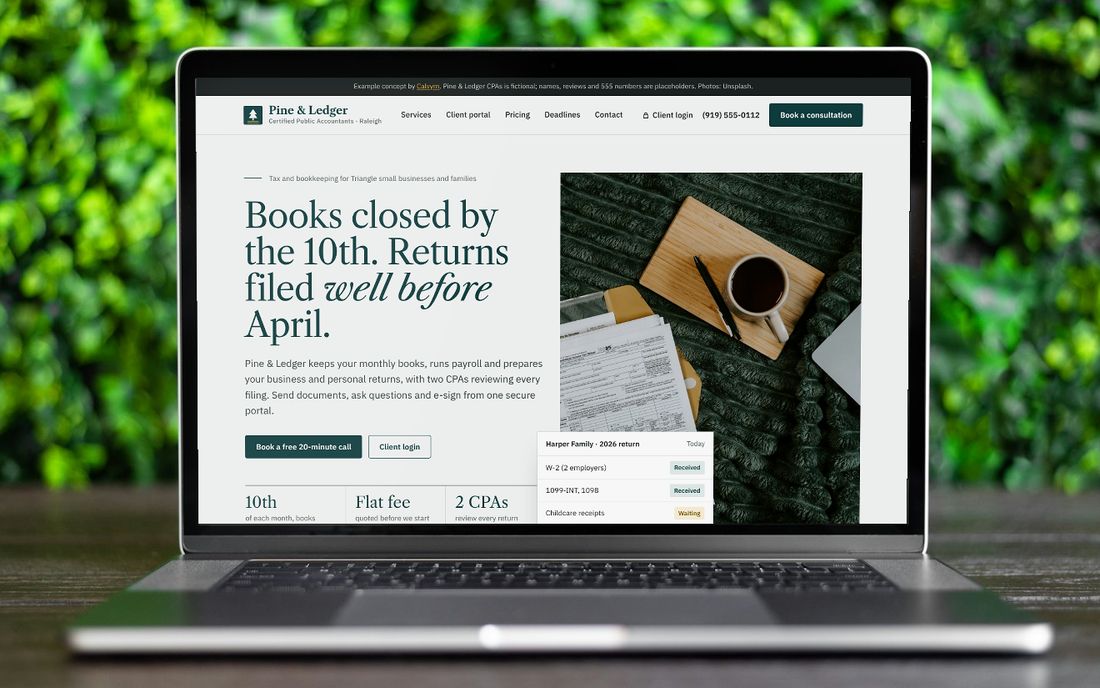 Example concept by Calvym. Pine & Ledger CPAs is fictional; names, reviews and 555 numbers are placeholders. Photos: Unsplash.
Pine & Ledger
Certified Public Accountants · Raleigh
Services Client portal Pricing Deadlines Contact Client login (919) 555-0112 Book a consultation
Tax and bookkeeping for Triangle small businesses and families
Books closed by
the 10th. Returns
filed well before
April.
Pine & Ledger keeps your monthly books, runs payroll and prepares
your business and personal returns, with two CPAs reviewing every
filing. Send documents, ask questions and e-sign from one secure
portal.
Book a free 20-minute call Client login
10th
of each month, books
Flat fee
quoted before we start
2 CPAs
review every return
Harper Family · 2026 return Today
W-2 (2 employers) Received
1099-INT, 1098 Received
Childcare receipts Waiting